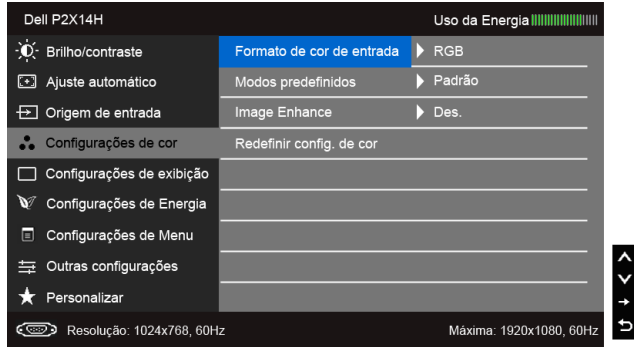 Dell P2X14H Uso da Energia
Brilho/contraste Formato de cor de entrada RGB
Ajuste automático Modos predefinidos Padrão
Origem de entrada Image Enhance Des.
Configurações de cor Redefinir config. de cor
Configurações de exibição
Configurações de Energia
Configurações de Menu
Outras configurações
Personalizar
Resolução: 1024x768, 60Hz Máxima: 1920x1080, 60Hz